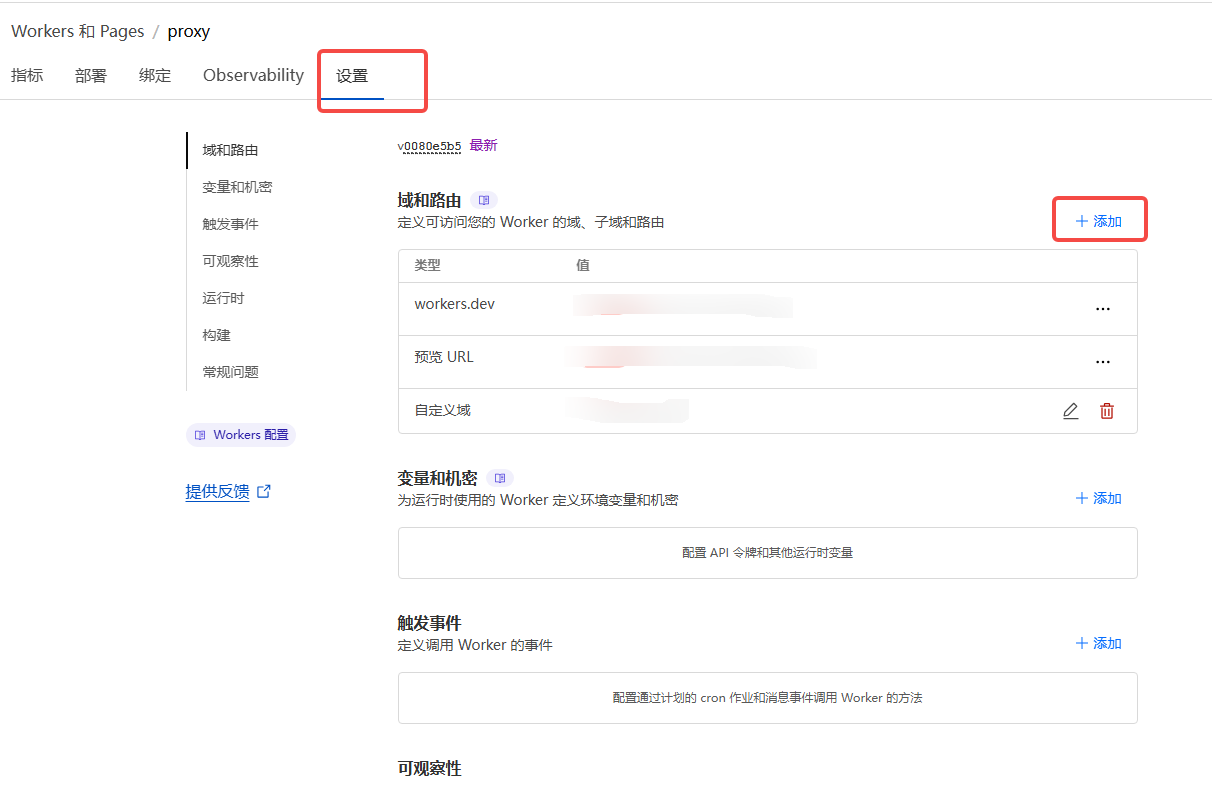 Workers 和 Pages / proxy
指标 部署 绑定 Observability 设置
域和路由
变量和机密
触发事件
可观察性
运行时
构建
常规问题
Workers 配置
提供反馈
v0080e5b5 最新
域和路由
定义可访问您的 Worker 的域、子域和路由
+ 添加
类型 值
workers.dev ...
预览 URL ...
自定义域
变量和机密
为运行时使用的 Worker 定义环境变量和机密
+ 添加
配置 API 令牌和其他运行时变量
触发事件
定义调用 Worker 的事件
+ 添加
配置通过计划的 cron 作业和消息事件调用 Worker 的方法
可观察性